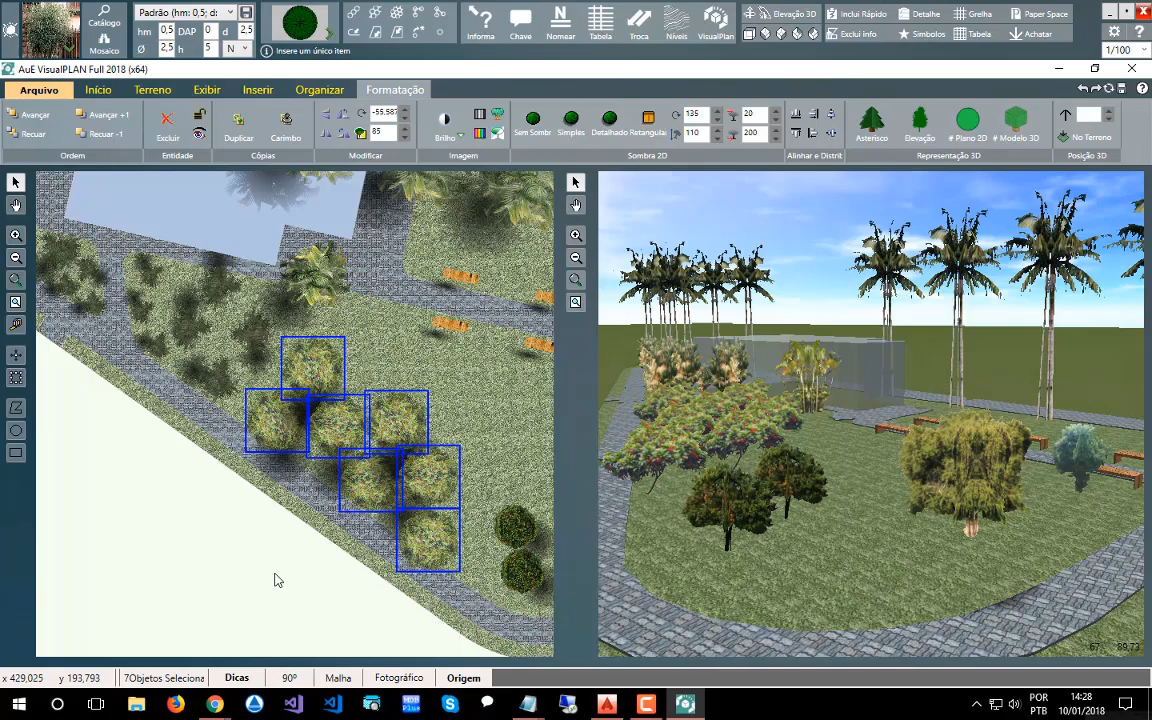 Catálogo
Mosaico
Padrão (hm: 0,5; d:
hm 0,5 DAP 0 d 2,5
Ø 2,5 h 5 N
Insere um único item
Informa
Chave
Nomear
Tabela
Troca
Níveis
VisualPlan
Elevação 3D
Inclui Rápido
Detalhe
Grelha
Paper Space
Exclui info
Símbolos
Tabela
Achatar
1/100
AuE VisualPLAN Full 2018 (x64)
Arquivo Início Terreno Exibir Inserir Organizar Formatação
Avançar
Avançar +1
Recuar
Recuar -1
Ordem
Excluir
Entidade
Duplicar
Carimbo
Cópias
-55.587
85
Modificar
Brilho
Imagem
Sem Sombr
Simples
Detalhado
Retangula
135
110
20
200
Sombra 2D
Alinhar e Distrit
Asterisco
Elevação
# Plano 2D
# Modelo 3D
Representação 3D
No Terreno
Posição 3D
67 89,73
x 429,025 y 193,793 7Objetos Seleciona Dicas 90º Malha Fotográfico Origem
HDB
Plus
POR
PTB
14:28
10/01/2018